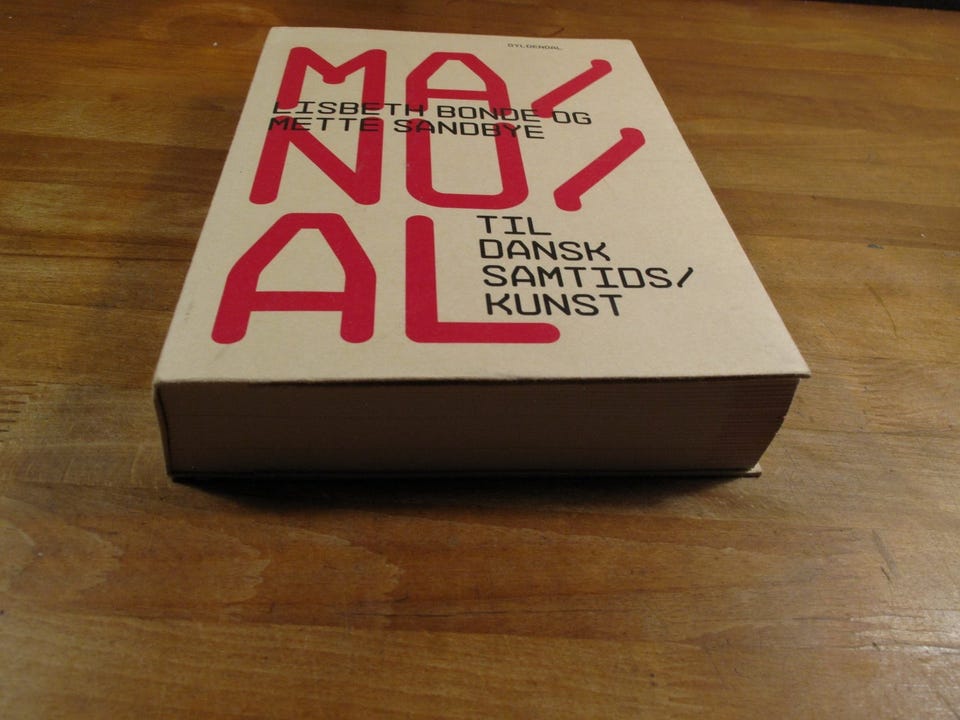 GYLDENDAL
MA/
LISBETH BONDE OG
METTE SANDBYE
NU/
AL
TIL
DANSK
SAMTIDS/
KUNST